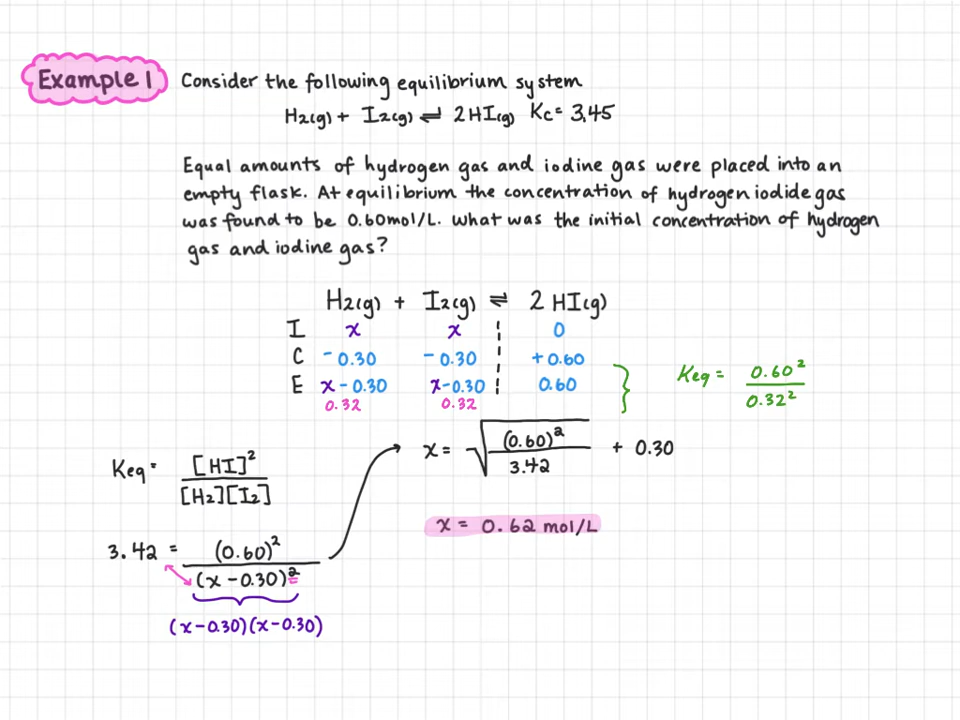 Example 1
Consider the following equilibrium system
H₂(g) + I₂(g) ⇌ 2HI(g) Kc = 3.45
Equal amounts of hydrogen gas and iodine gas were placed into an
empty flask. At equilibrium the concentration of hydrogen iodide gas
was found to be 0.60mol/L. What was the initial concentration of hydrogen
gas and iodine gas?
H₂(g) + I₂(g) ⇌ 2 HI(g)
I x x 0
C -0.30 -0.30 +0.60
E x-0.30 x-0.30 0.60
0.32 0.32
Keq = 0.60² / 0.32²
Keq = [HI]² / [H₂][I₂]
3.42 = (0.60)² / (x-0.30)²
(x-0.30)(x-0.30)
x = √((0.60)² / 3.42) + 0.30
x = 0.62 mol/L